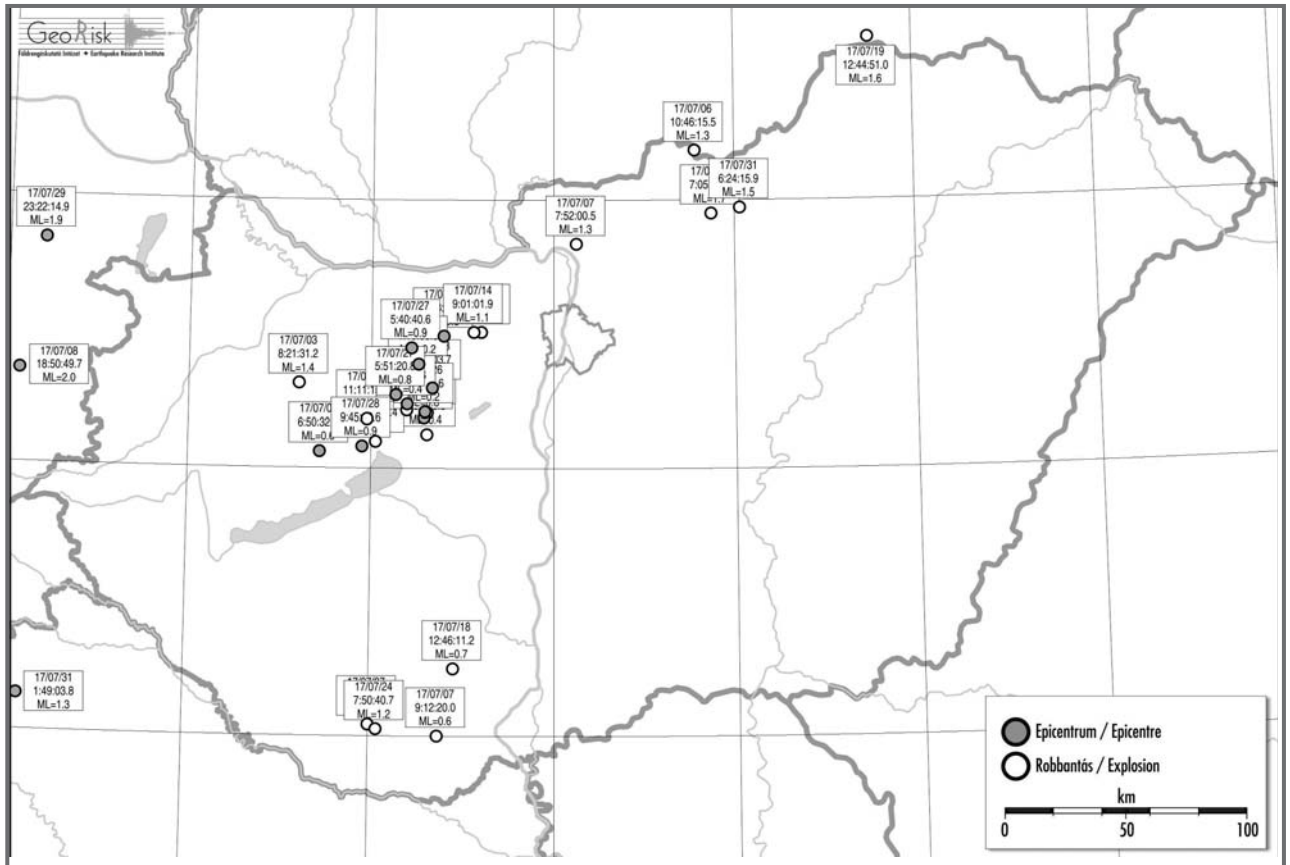 GeoRisk
Földrengéskutató Intézet ✦ Earthquake Research Institute
17/07/19
12:44:51.0
ML=1.6
17/07/06
10:46:15.5
ML=1.3
17/07/31
6:24:15.9
ML=1.5
17/07/29
23:22:14.9
ML=1.9
17/07/07
7:52:00.5
ML=1.3
17/07/14
9:01:01.9
ML=1.1
17/07/27
5:40:40.6
ML=0.9
17/07/03
8:21:31.2
ML=1.4
17/07/08
18:50:49.7
ML=2.0
ML=0.8
17/07/28
ML=0.9
17/07/18
12:46:11.2
ML=0.7
17/07/31
1:49:03.8
ML=1.3
17/07/24
7:50:40.7
ML=1.2
17/07/07
9:12:20.0
ML=0.6
Epicentrum / Epicentre
Robbantás / Explosion
km
0
50
100